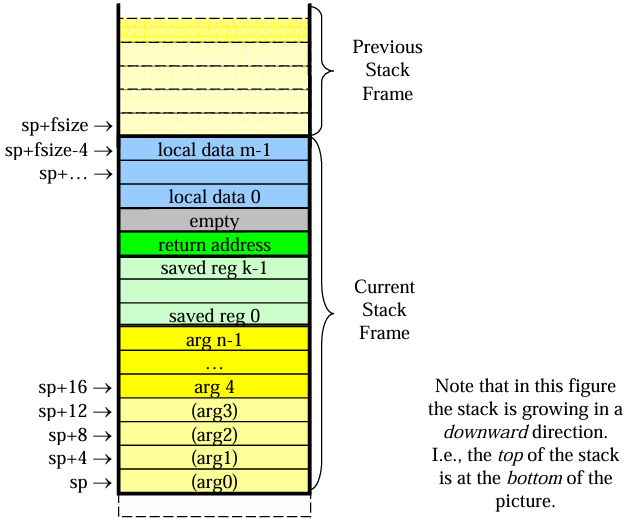 Previous
Stack
Frame
sp+fsize →
sp+fsize-4 → local data m-1
sp+… →
local data 0
empty
return address
saved reg k-1
saved reg 0
Current
Stack
Frame
arg n-1
…
sp+16 → arg 4
sp+12 → (arg3)
sp+8 → (arg2)
sp+4 → (arg1)
sp → (arg0)
Note that in this figure
the stack is growing in a
downward direction.
I.e., the top of the stack
is at the bottom of the
picture.